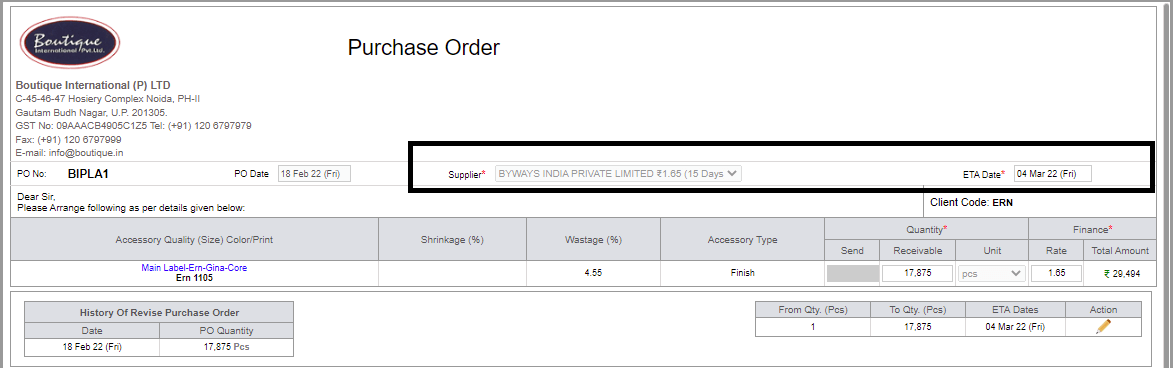 Boutique
International Pvt.Ltd.
Purchase Order
Boutique International (P) LTD
C-45-46-47 Hosiery Complex Noida, PH-II
Gautam Budh Nagar, U.P. 201305.
GST No: 09AAACB4905C1Z5 Tel: (+91) 120 6797979
Fax: (+91) 120 6797999
E-mail: info@boutique.in
PO No: BIPLA1 PO Date 18 Feb 22 (Fri) Supplier* BYWAYS INDIA PRIVATE LIMITED ₹1.65 (15 Days ETA Date* 04 Mar 22 (Fri)
Dear Sir,
Please Arrange following as per details given below:
Client Code: ERN
Accessory Quality (Size) Color/Print Shrinkage (%) Wastage (%) Accessory Type Quantity* Finance*
Send Receivable Unit Rate Total Amount
Main Label-Ern-Gina-Core
Ern 1105
4.55 Finish 17,875 pcs 1.65 ₹ 29,494
History Of Revise Purchase Order
Date PO Quantity
18 Feb 22 (Fri) 17,875 Pcs
From Qty. (Pcs) To Qty. (Pcs) ETA Dates Action
1 17,875 04 Mar 22 (Fri)